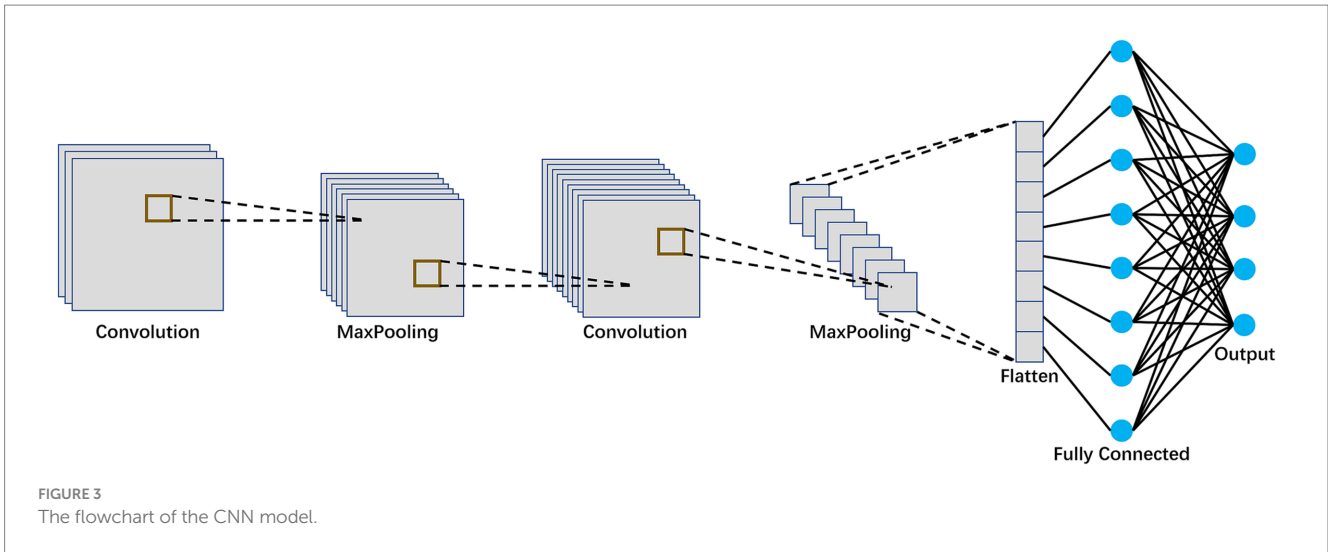 Convolution
MaxPooling
Convolution
MaxPooling
Flatten
Fully Connected
Output
FIGURE 3
The flowchart of the CNN model.